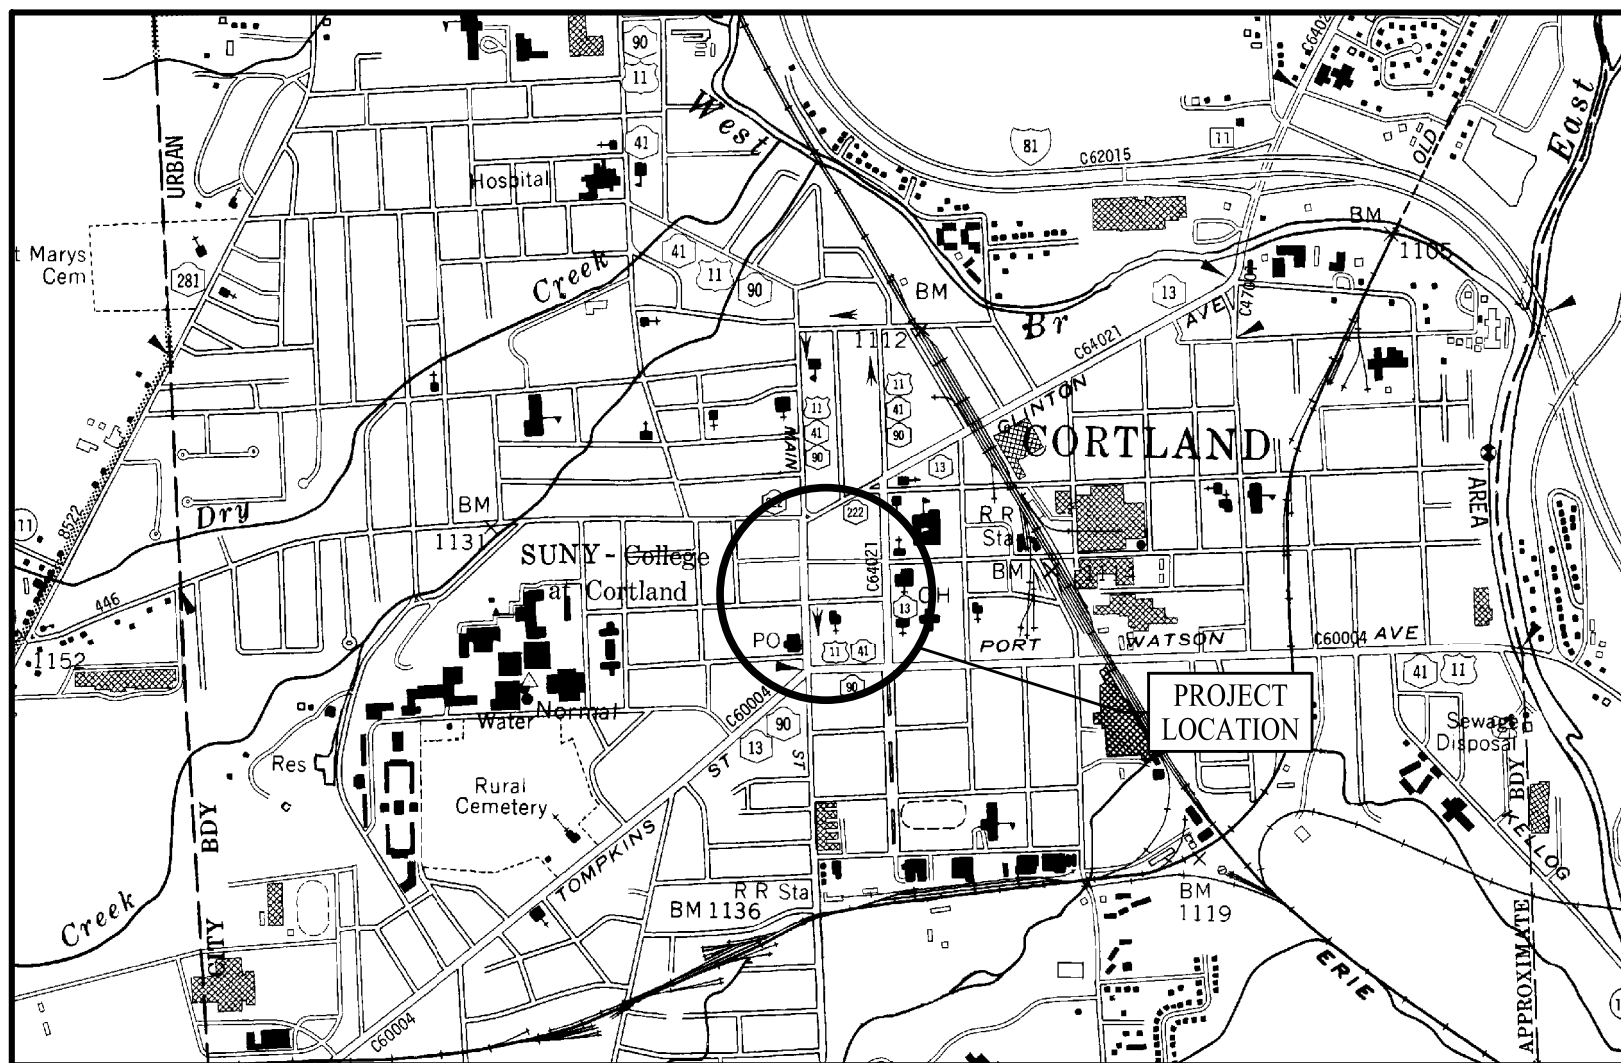 90
11
C6402
East
West
URBAN
41
Hospital
81
C62015
11
OLD
BM
1105
t Marys
Cem
281
Creek
41
11
90
BM
13
AVE
C47001
Br
C64021
1112
11
41
90
CLINTON
11
41
90
MAIN
CORTLAND
13
AREA
8522
11
Dry
BM
1131
222
R R
Sta
SUNY - College
at Cortland
C64021
BM
CH
13
446
1152
PO
11
41
90
PORT
WATSON
C60004
AVE
41
11
PROJECT
LOCATION
Water
Normal
C60004
90
13
ST
ST
Res
Sewage
Disposal
Rural
Cemetery
BDY
BDY
KELLOG
TOMPKINS
R R Sta
BM 1136
BM
1119
Creek
CITY
ERIE
APPROXIMATE
C60004